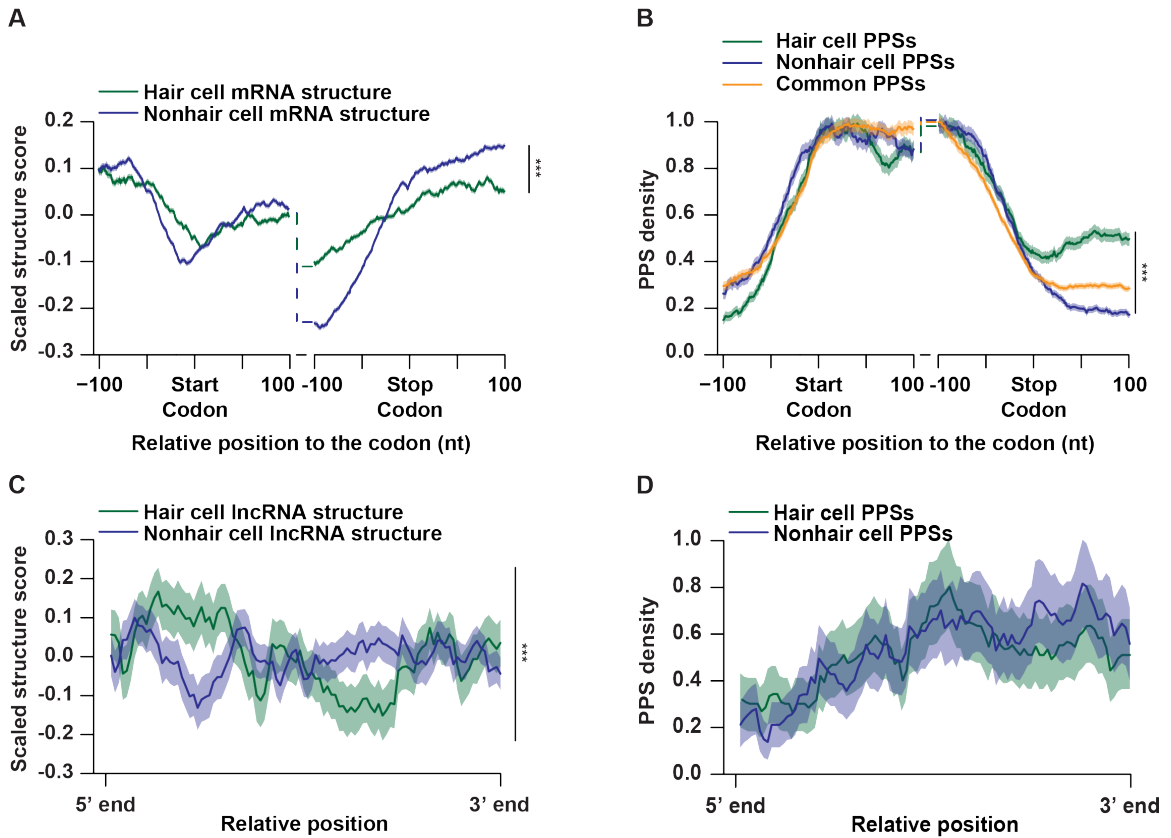 A
Hair cell mRNA structure
Nonhair cell mRNA structure
Scaled structure score
0.2
0.1
0.0
-0.1
-0.2
-0.3
***
−100
Start
Codon
100
-100
Stop
Codon
100
Relative position to the codon (nt)
B
Hair cell PPSs
Nonhair cell PPSs
Common PPSs
PPS density
1.0
0.8
0.6
0.4
0.2
0.0
***
−100
Start
Codon
100
-100
Stop
Codon
100
Relative position to the codon (nt)
C
Hair cell lncRNA structure
Nonhair cell lncRNA structure
Scaled structure score
0.3
0.2
0.1
0.0
-0.1
-0.2
-0.3
***
5’ end
3’ end
Relative position
D
Hair cell PPSs
Nonhair cell PPSs
PPS density
1.0
0.8
0.6
0.4
0.2
0.0
5’ end
3’ end
Relative position